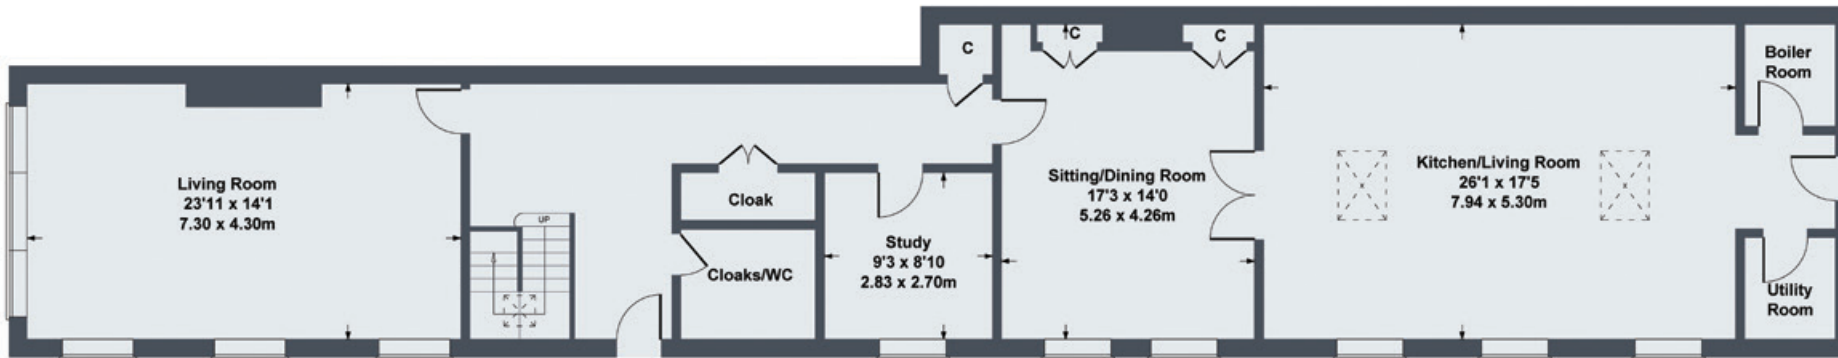 Living Room
23'11 x 14'1
7.30 x 4.30m
UP
Cloak
Cloaks/WC
C
Study
9'3 x 8'10
2.83 x 2.70m
C
C
Sitting/Dining Room
17'3 x 14'0
5.26 x 4.26m
Kitchen/Living Room
26'1 x 17'5
7.94 x 5.30m
Boiler
Room
Utility
Room